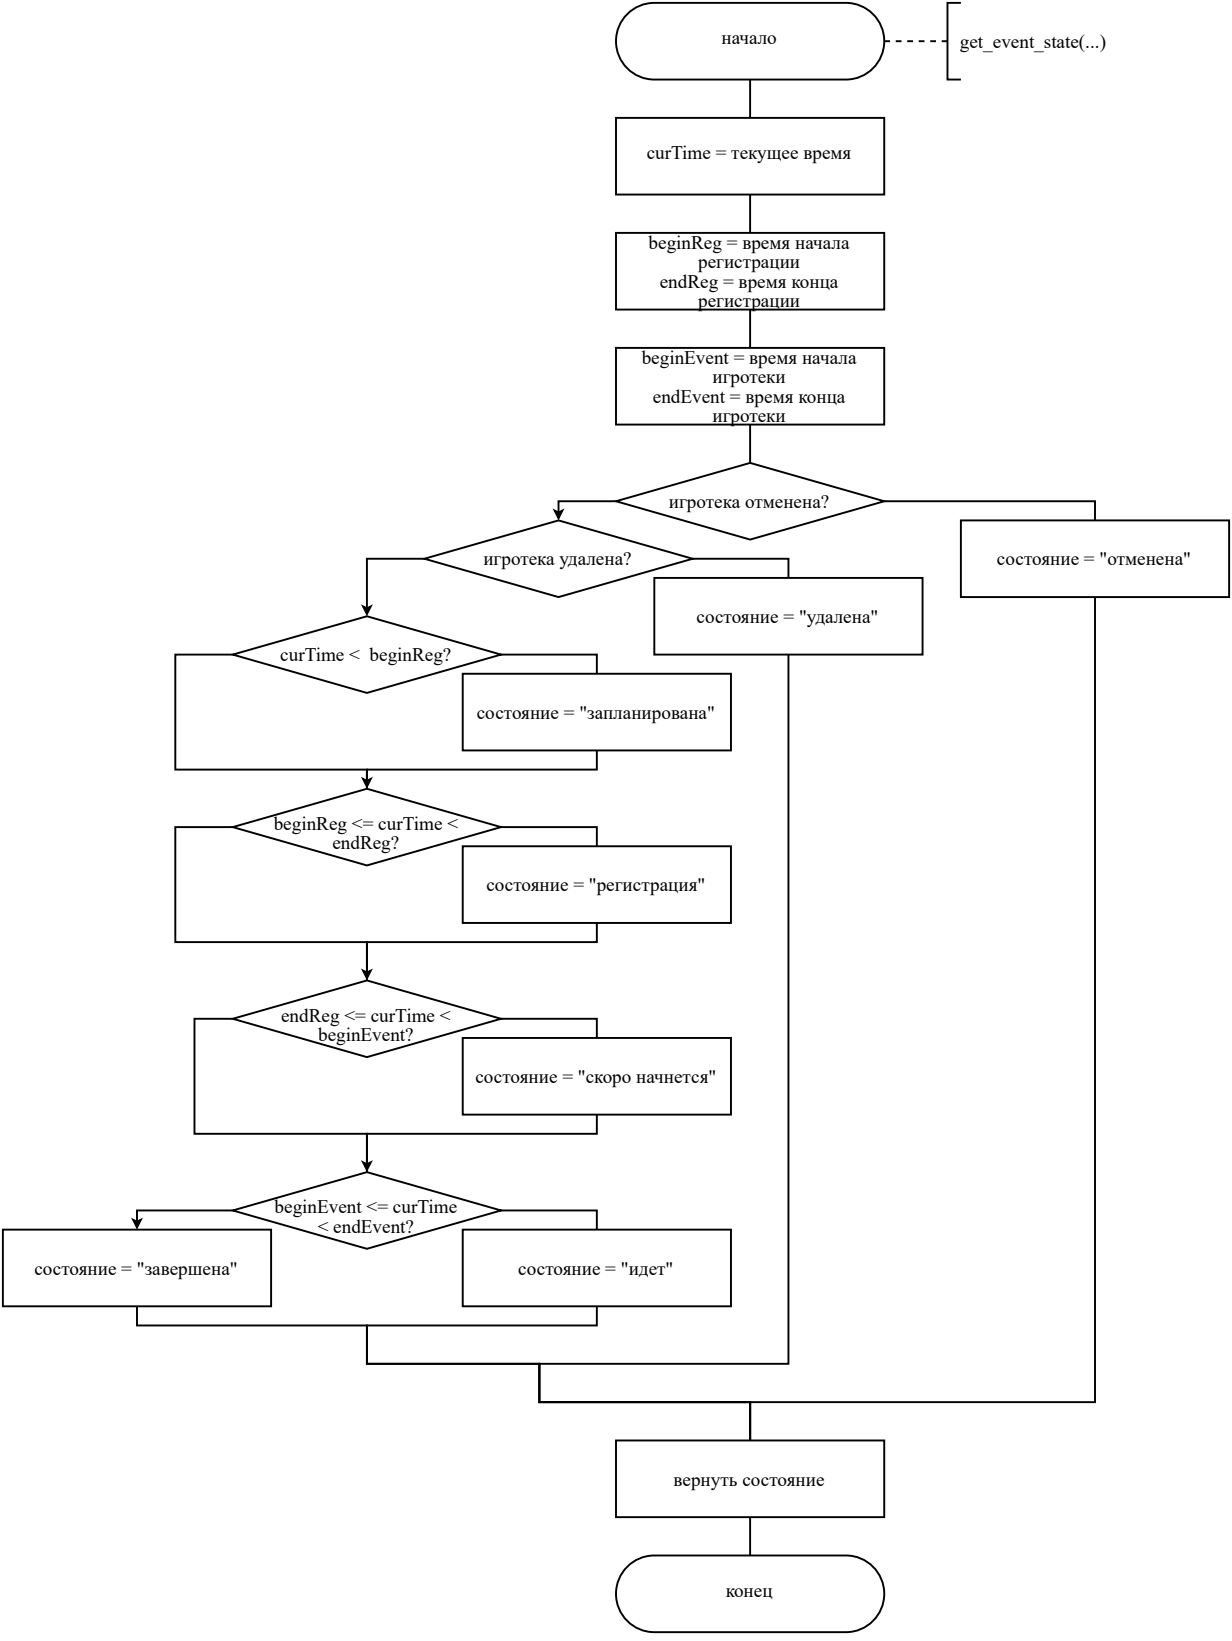 начало
get_event_state(...)
curTime = текущее время
beginReg = время начала
регистрации
endReg = время конца
регистрации
beginEvent = время начала
игротеки
endEvent = время конца
игротеки
игротека отменена?
состояние = "отменена"
игротека удалена?
состояние = "удалена"
curTime < beginReg?
состояние = "запланирована"
beginReg <= curTime <
endReg?
состояние = "регистрация"
endReg <= curTime <
beginEvent?
состояние = "скоро начнется"
beginEvent <= curTime
< endEvent?
состояние = "завершена"
состояние = "идет"
вернуть состояние
конец